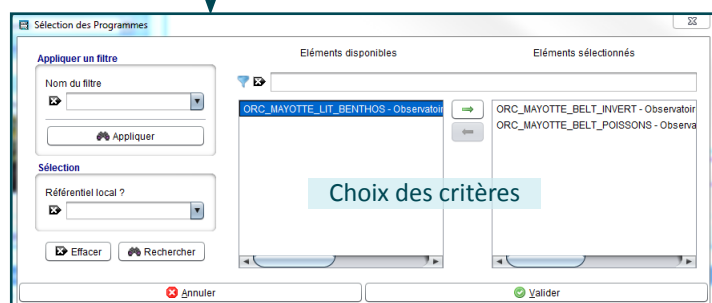 Sélection des Programmes
Appliquer un filtre
Nom du filtre
Appliquer
Sélection
Référentiel local ?
Effacer
Rechercher
Eléments disponibles
Eléments sélectionnés
ORC_MAYOTTE_LIT_BENTHOS - Observatoir
ORC_MAYOTTE_BELT_INVERT - Observatoir
ORC_MAYOTTE_BELT_POISSONS - Observa
Choix des critères
Annuler
Valider